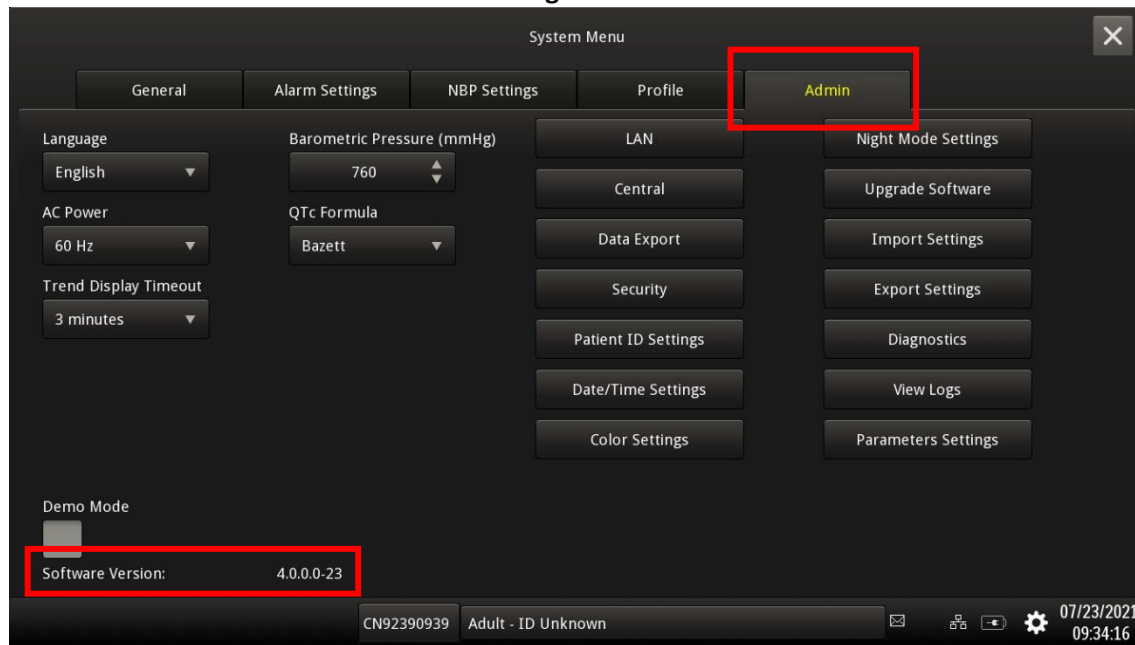 System Menu
General
Alarm Settings
NBP Settings
Profile
Admin
Language
English
AC Power
60 Hz
Trend Display Timeout
3 minutes
Barometric Pressure (mmHg)
760
QTc Formula
Bazett
LAN
Central
Data Export
Security
Patient ID Settings
Date/Time Settings
Color Settings
Night Mode Settings
Upgrade Software
Import Settings
Export Settings
Diagnostics
View Logs
Parameters Settings
Demo Mode
Software Version: 4.0.0.0-23
CN92390939
Adult - ID Unknown
07/23/2021
09:34:16